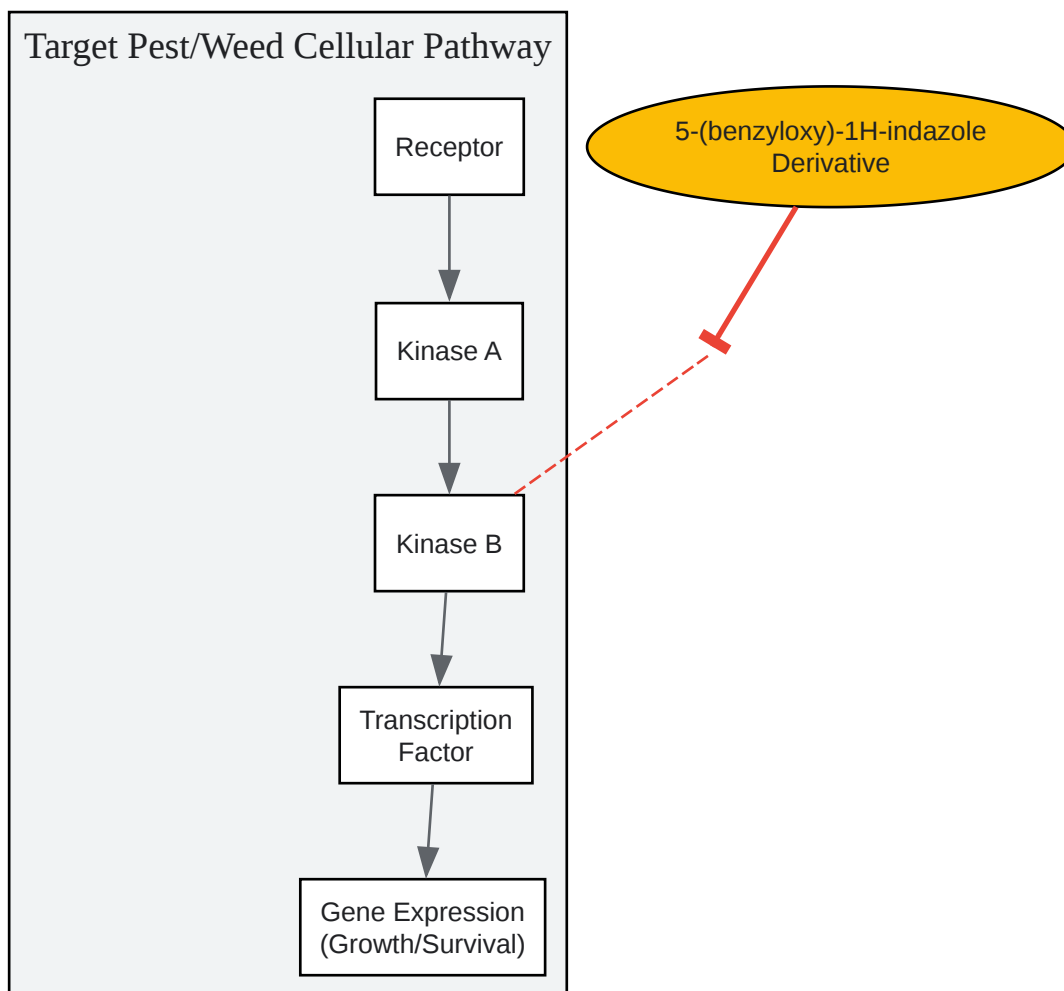 Target Pest/Weed Cellular Pathway
Receptor
5-(benzyloxy)-1H-indazole
Derivative
Kinase A
Kinase B
Transcription
Factor
Gene Expression
(Growth/Survival)